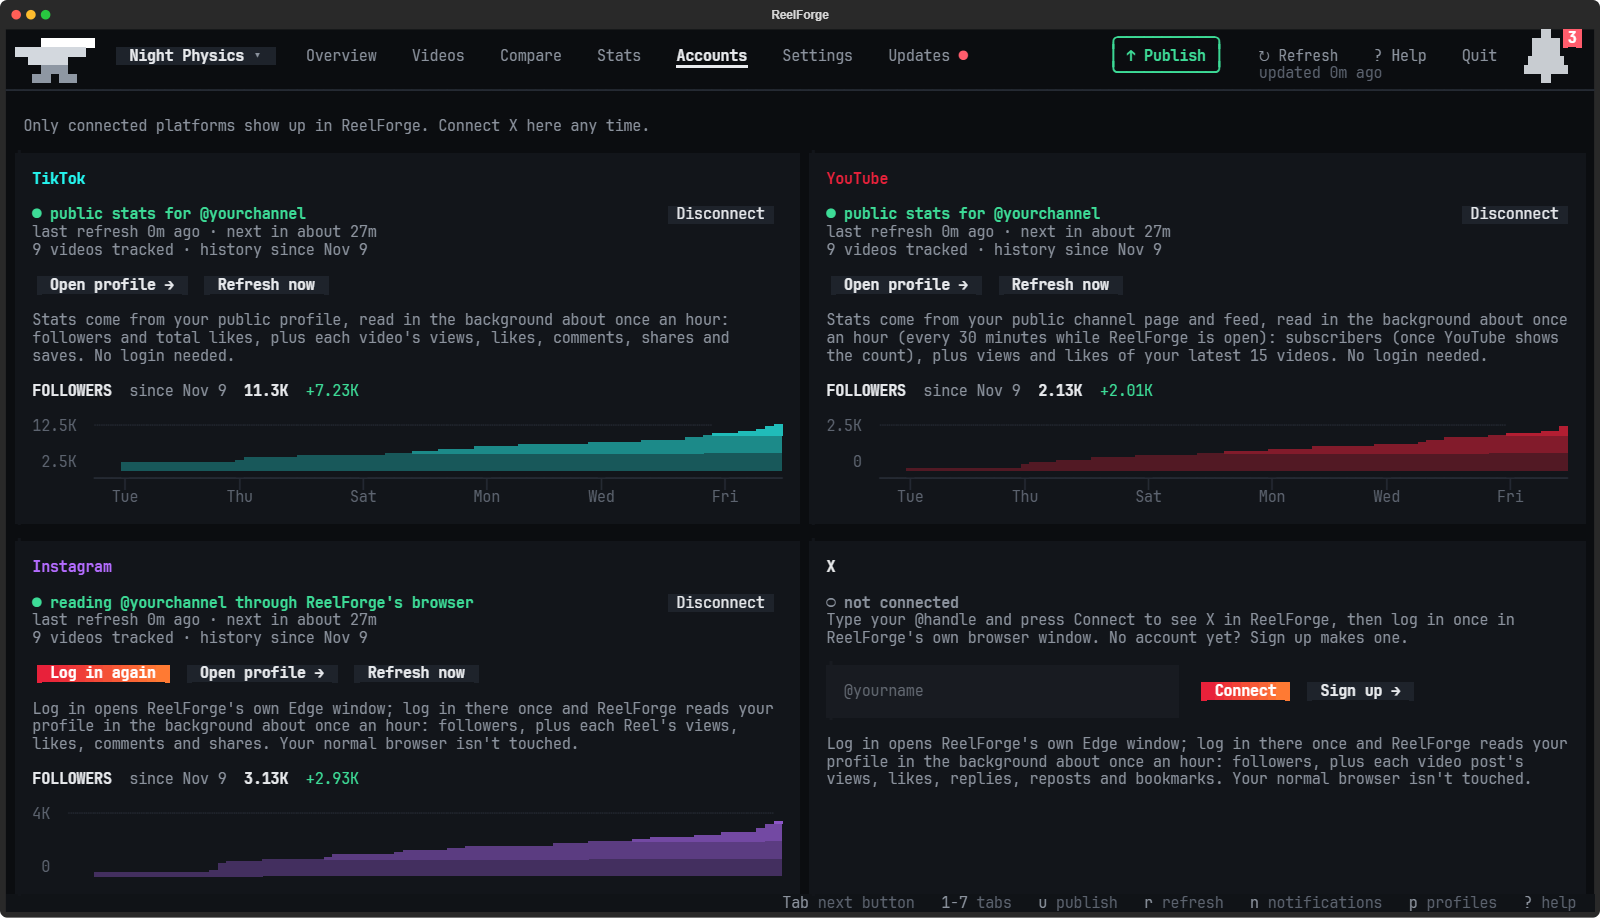 ReelForge
Night Physics ▾ Overview Videos Compare Stats Accounts Settings Updates ↑ Publish ↻ Refresh ? Help Quit 3
updated 0m ago
Only connected platforms show up in ReelForge. Connect X here any time.
TikTok
public stats for @yourchannel Disconnect
last refresh 0m ago · next in about 27m
9 videos tracked · history since Nov 9
Open profile → Refresh now
Stats come from your public profile, read in the background about once an hour:
followers and total likes, plus each video's views, likes, comments, shares and
saves. No login needed.
FOLLOWERS since Nov 9 11.3K +7.23K
12.5K
2.5K
Tue Thu Sat Mon Wed Fri
YouTube
public stats for @yourchannel Disconnect
last refresh 0m ago · next in about 27m
9 videos tracked · history since Nov 9
Open profile → Refresh now
Stats come from your public channel page and feed, read in the background about once
an hour (every 30 minutes while ReelForge is open): subscribers (once YouTube shows
the count), plus views and likes of your latest 15 videos. No login needed.
FOLLOWERS since Nov 9 2.13K +2.01K
2.5K
0
Tue Thu Sat Mon Wed Fri
Instagram
reading @yourchannel through ReelForge's browser Disconnect
last refresh 0m ago · next in about 27m
9 videos tracked · history since Nov 9
Log in again Open profile → Refresh now
Log in opens ReelForge's own Edge window; log in there once and ReelForge reads your
profile in the background about once an hour: followers, plus each Reel's views,
likes, comments and shares. Your normal browser isn't touched.
FOLLOWERS since Nov 9 3.13K +2.93K
4K
0
X
not connected
Type your @handle and press Connect to see X in ReelForge, then log in once in
ReelForge's own browser window. No account yet? Sign up makes one.
@yourname Connect Sign up →
Log in opens ReelForge's own Edge window; log in there once and ReelForge reads your
profile in the background about once an hour: followers, plus each video post's
views, likes, replies, reposts and bookmarks. Your normal browser isn't touched.
Tab next button 1-7 tabs u publish r refresh n notifications p profiles ? help